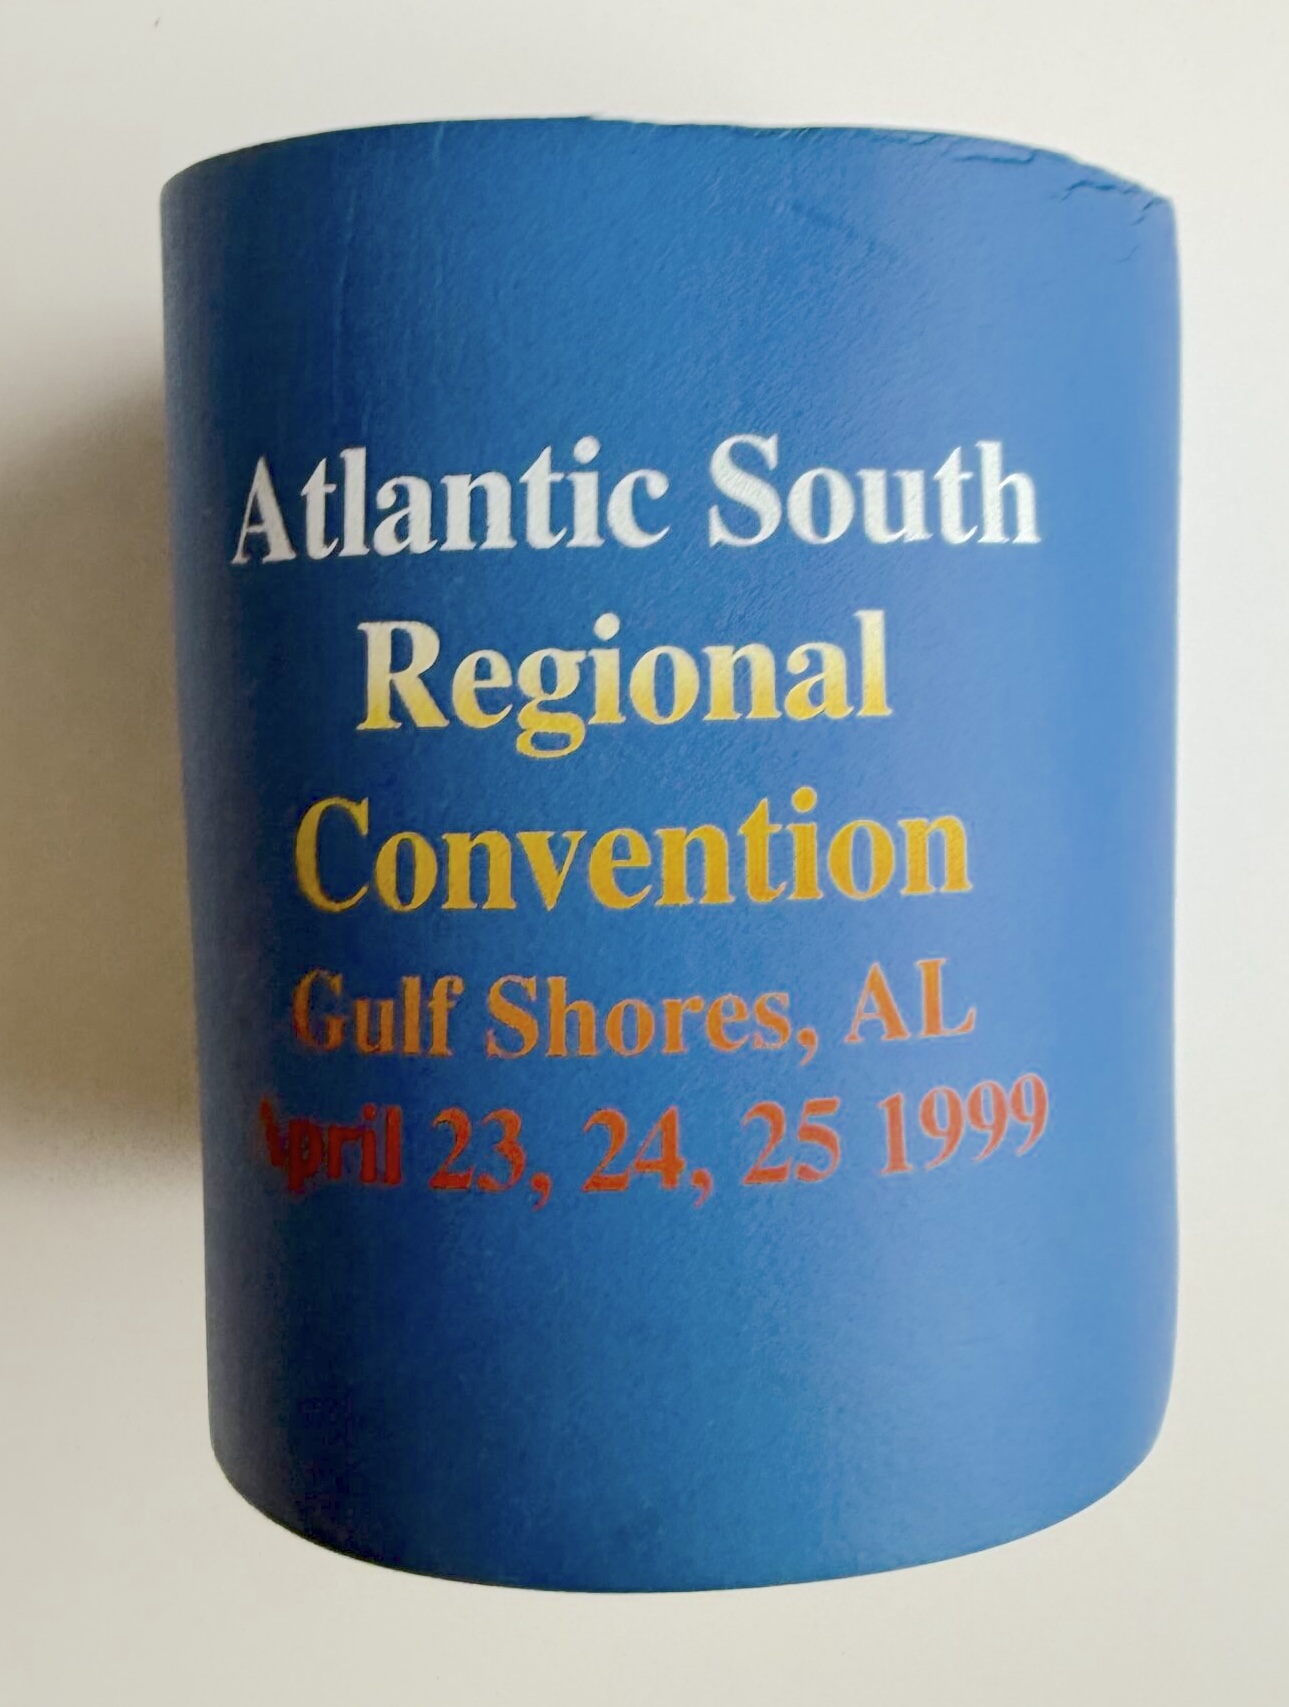 Atlantic South
Regional
Convention
Gulf Shores, AL
April 23, 24, 25 1999